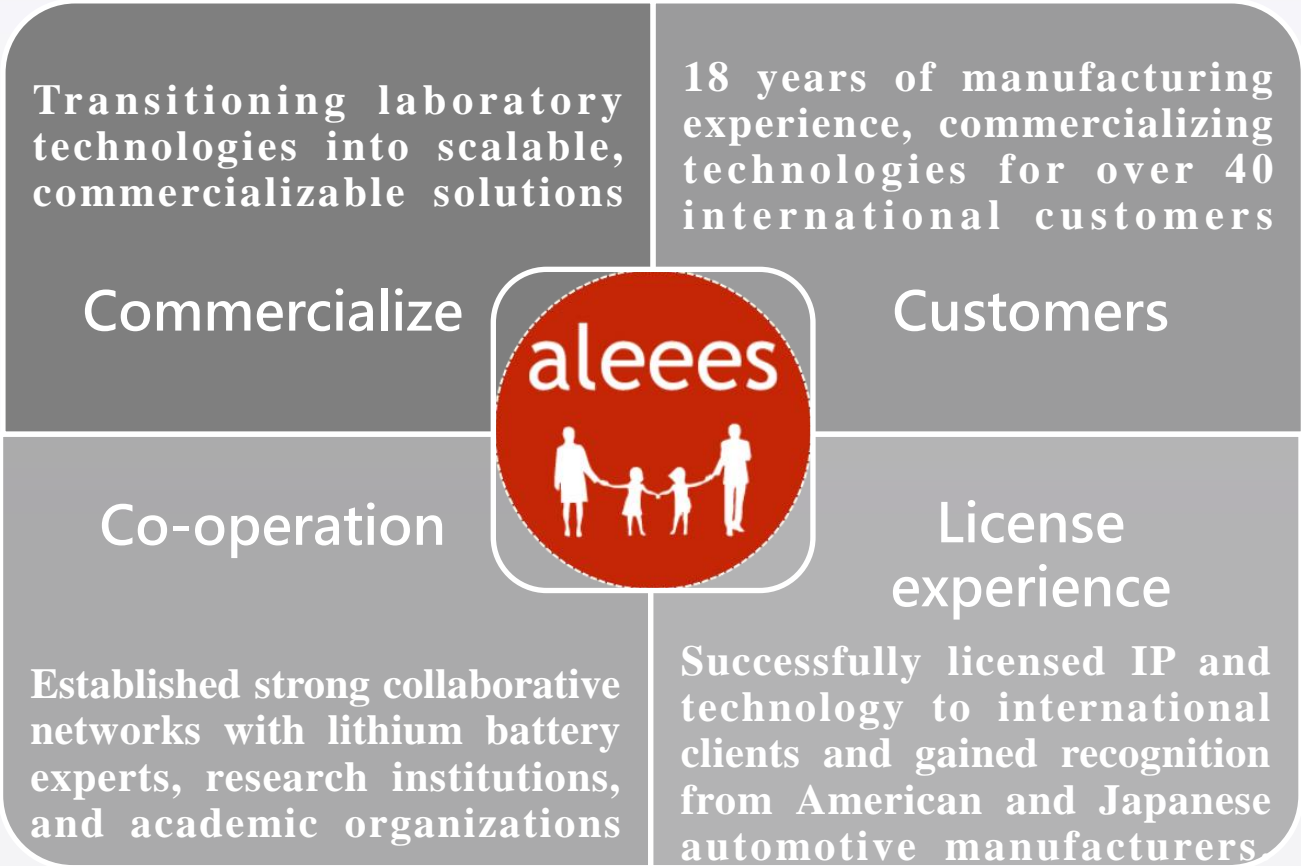 Transitioning laboratory
technologies into scalable,
commercializable solutions
Commercialize
18 years of manufacturing
experience, commercializing
technologies for over 40
international customers
Customers
aleees
Co-operation
Established strong collaborative
networks with lithium battery
experts, research institutions,
and academic organizations
License
experience
Successfully licensed IP and
technology to international
clients and gained recognition
from American and Japanese
automotive manufacturers.